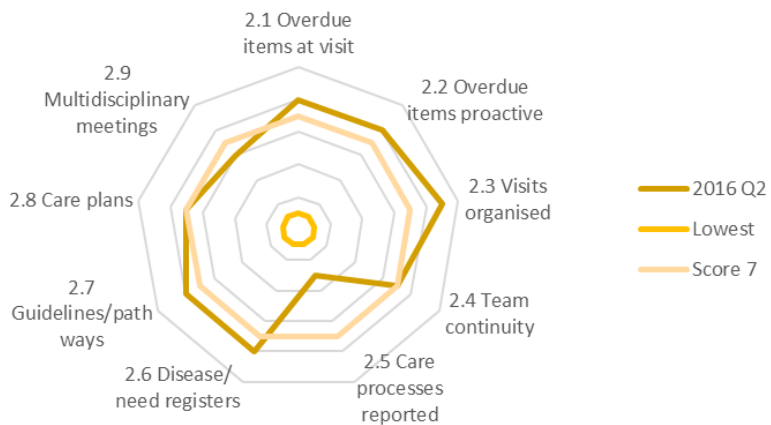 2.1 Overdue
items at visit
2.2 Overdue
items proactive
2.3 Visits
organised
2.4 Team
continuity
2.5 Care
processes
reported
2.6 Disease/
need registers
2.7
Guidelines/path
ways
2.8 Care plans
2.9
Multidisciplinary
meetings
2016 Q2
Lowest
Score 7